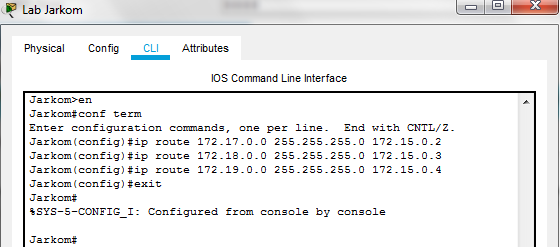 Lab Jarkom
Physical Config CLI Attributes
IOS Command Line Interface
Jarkom>en
Jarkom#conf term
Enter configuration commands, one per line.  End with CNTL/Z.
Jarkom(config)#ip route 172.17.0.0 255.255.255.0 172.15.0.2
Jarkom(config)#ip route 172.18.0.0 255.255.255.0 172.15.0.3
Jarkom(config)#ip route 172.19.0.0 255.255.255.0 172.15.0.4
Jarkom(config)#exit
Jarkom#
%SYS-5-CONFIG_I: Configured from console by console
Jarkom#